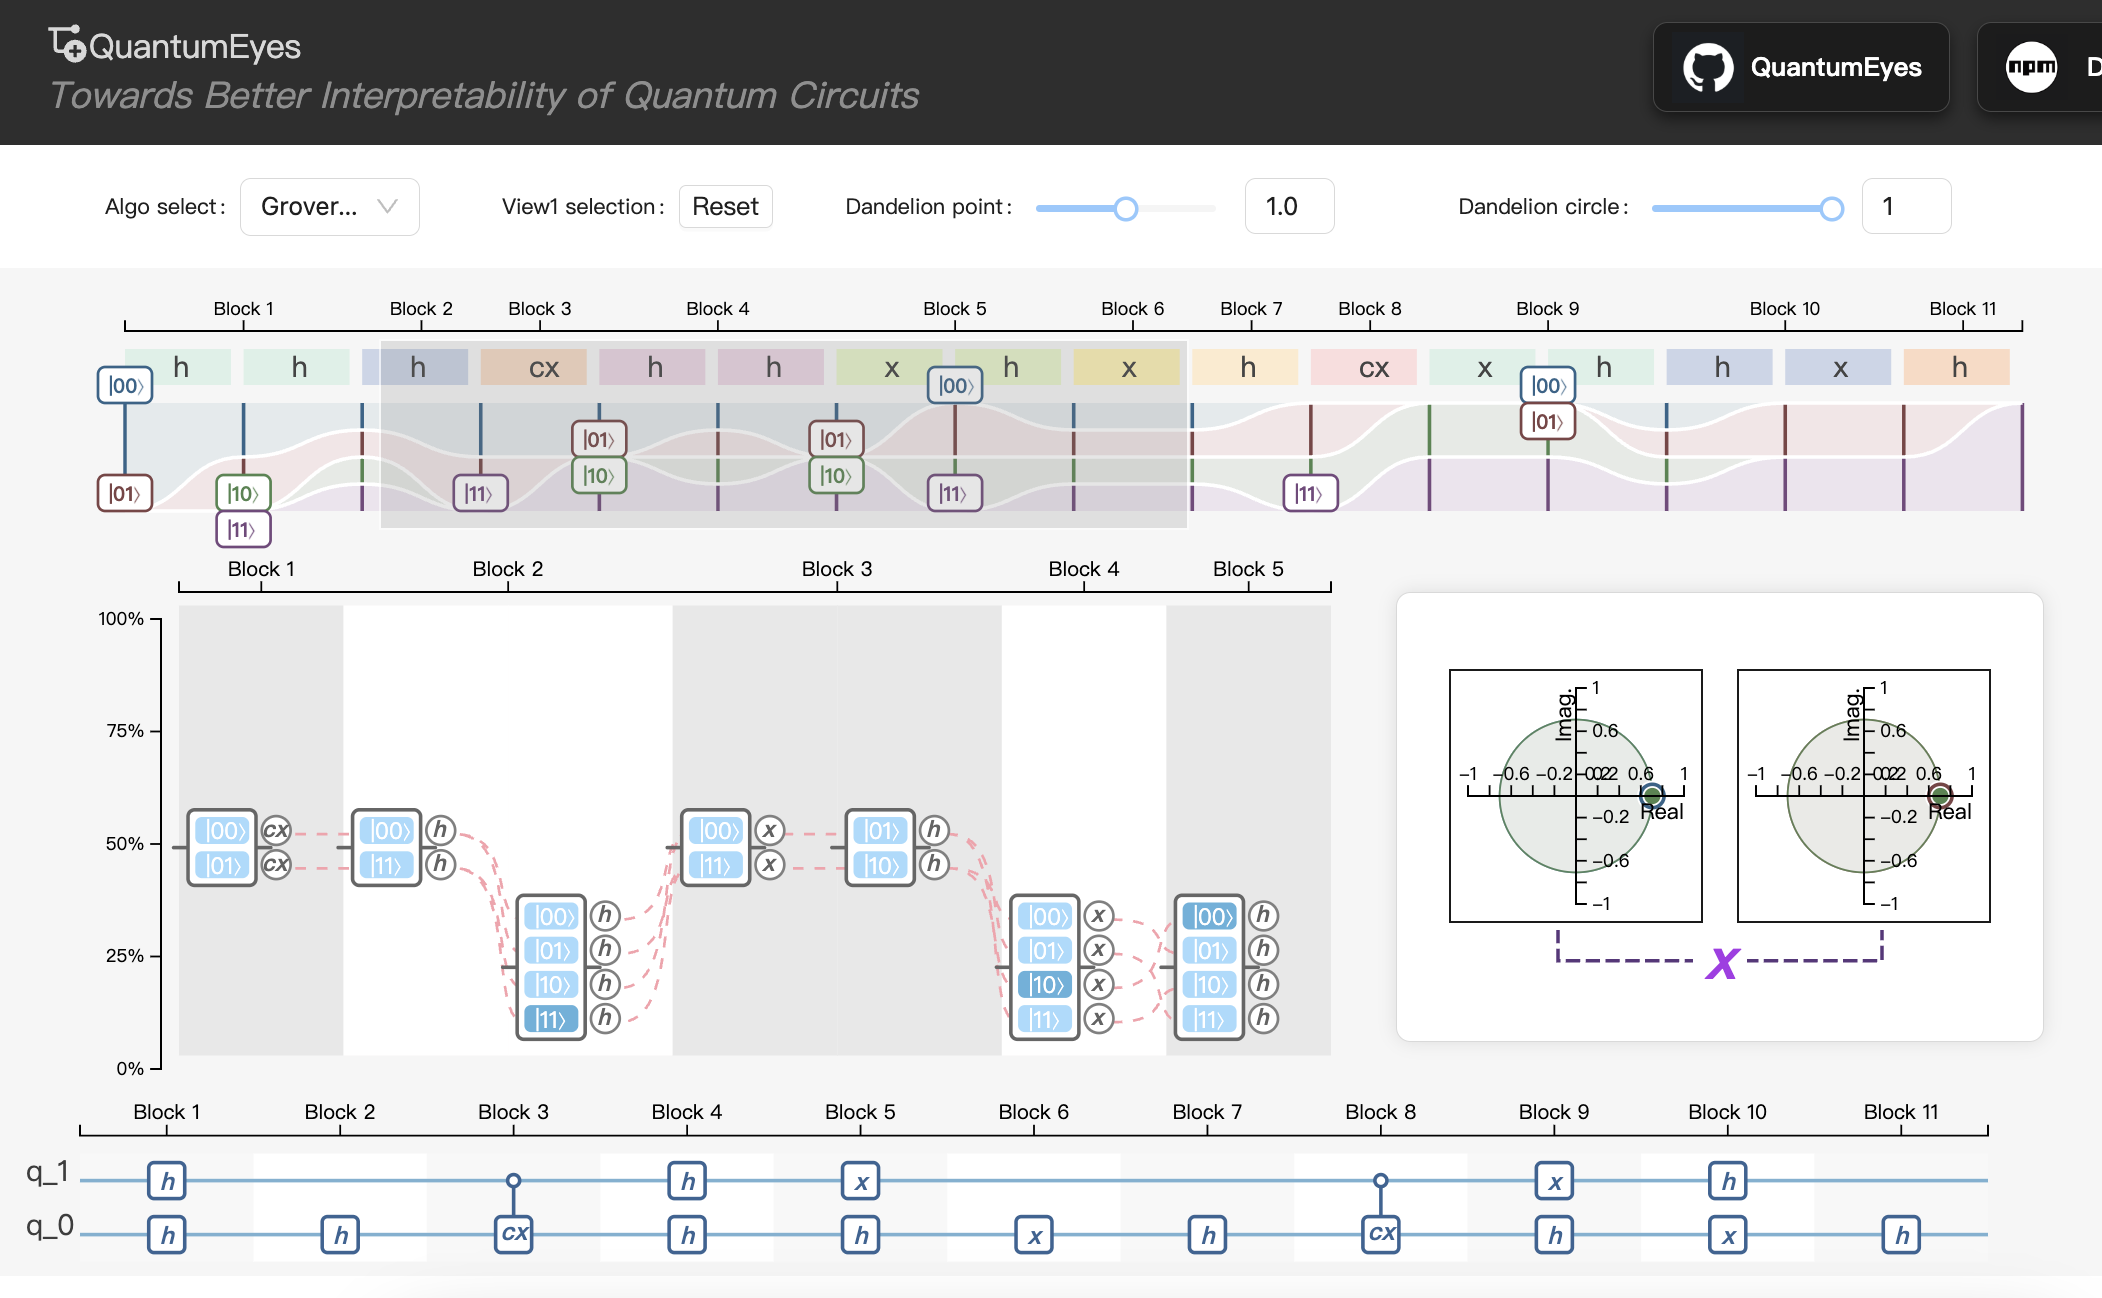 QuantumEyes
Towards Better Interpretability of Quantum Circuits
QuantumEyes
npm D
Algo select: Grover...
View1 selection: Reset
Dandelion point: 1.0
Dandelion circle: 1
Block 1 Block 2 Block 3 Block 4 Block 5 Block 6 Block 7 Block 8 Block 9 Block 10 Block 11
h h h cx h h x h x h cx x h h x h
|00⟩ |00⟩ |00⟩
|01⟩
|01⟩ |01⟩
|10⟩ |10⟩
|01⟩ |10⟩ |11⟩ |11⟩ |11⟩
|11⟩
Block 1 Block 2 Block 3 Block 4 Block 5
100%
75%
50%
25%
0%
|00⟩ cx |00⟩ h |00⟩ x |01⟩ h
|01⟩ cx |11⟩ h |11⟩ x |10⟩ h
|00⟩ h |00⟩ x |00⟩ h
|01⟩ h |01⟩ x |01⟩ h
|10⟩ h |10⟩ x |10⟩ h
|11⟩ h |11⟩ x |11⟩ h
Imag. 1 Imag. 1
0.6 0.6
−1 −0.6 −0.2 0.2 0.2 0.6 1 −1 −0.6 −0.2 0.2 0.2 0.6 1
Real Real
−0.2 −0.2
−0.6 −0.6
−1 −1
X
Block 1 Block 2 Block 3 Block 4 Block 5 Block 6 Block 7 Block 8 Block 9 Block 10 Block 11
q_1 h h x x h
q_0 h h cx h h x h cx h x h